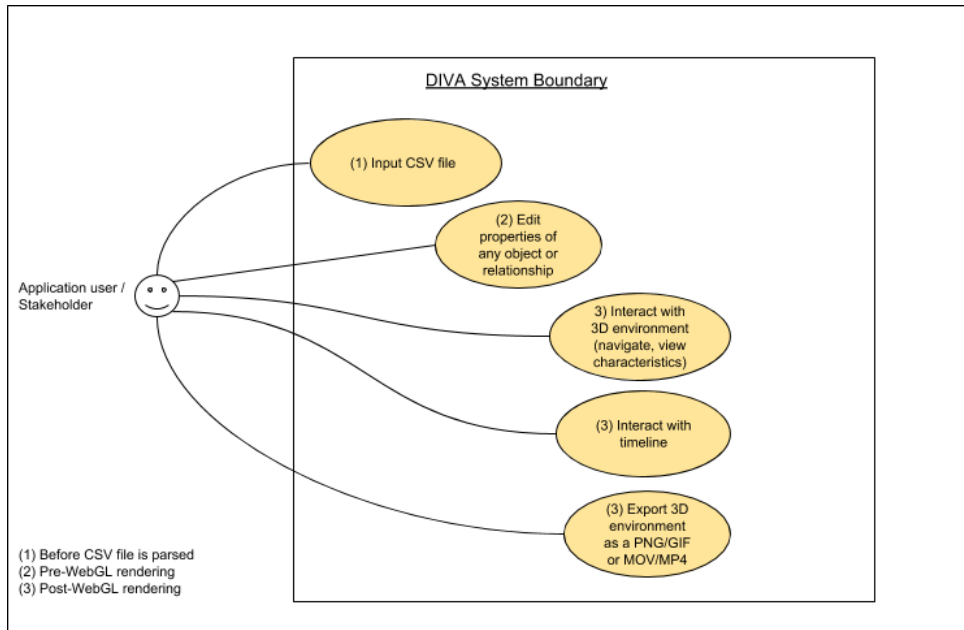 DIVA System Boundary
(1) Input CSV file
(2) Edit
properties of
any object or
relationship
Application user /
Stakeholder
3) Interact with
3D environment
(navigate, view
characteristics)
(3) Interact with
timeline
(3) Export 3D
environment
as a PNG/GIF
or MOV/MP4
(1) Before CSV file is parsed
(2) Pre-WebGL rendering
(3) Post-WebGL rendering